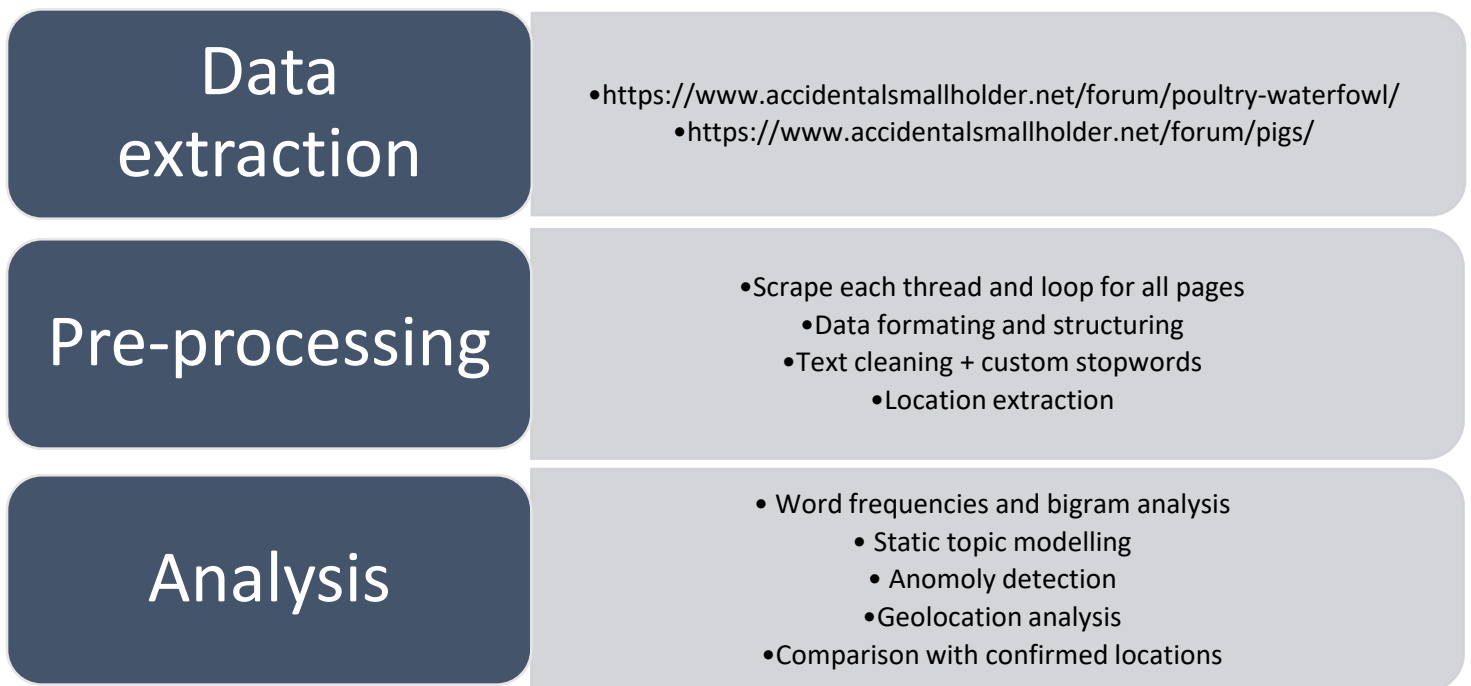 Data
extraction
•https://www.accidentalsmallholder.net/forum/poultry-waterfowl/
•https://www.accidentalsmallholder.net/forum/pigs/
Pre-processing
•Scrape each thread and loop for all pages
•Data formating and structuring
•Text cleaning + custom stopwords
•Location extraction
Analysis
• Word frequencies and bigram analysis
• Static topic modelling
• Anomoly detection
•Geolocation analysis
•Comparison with confirmed locations